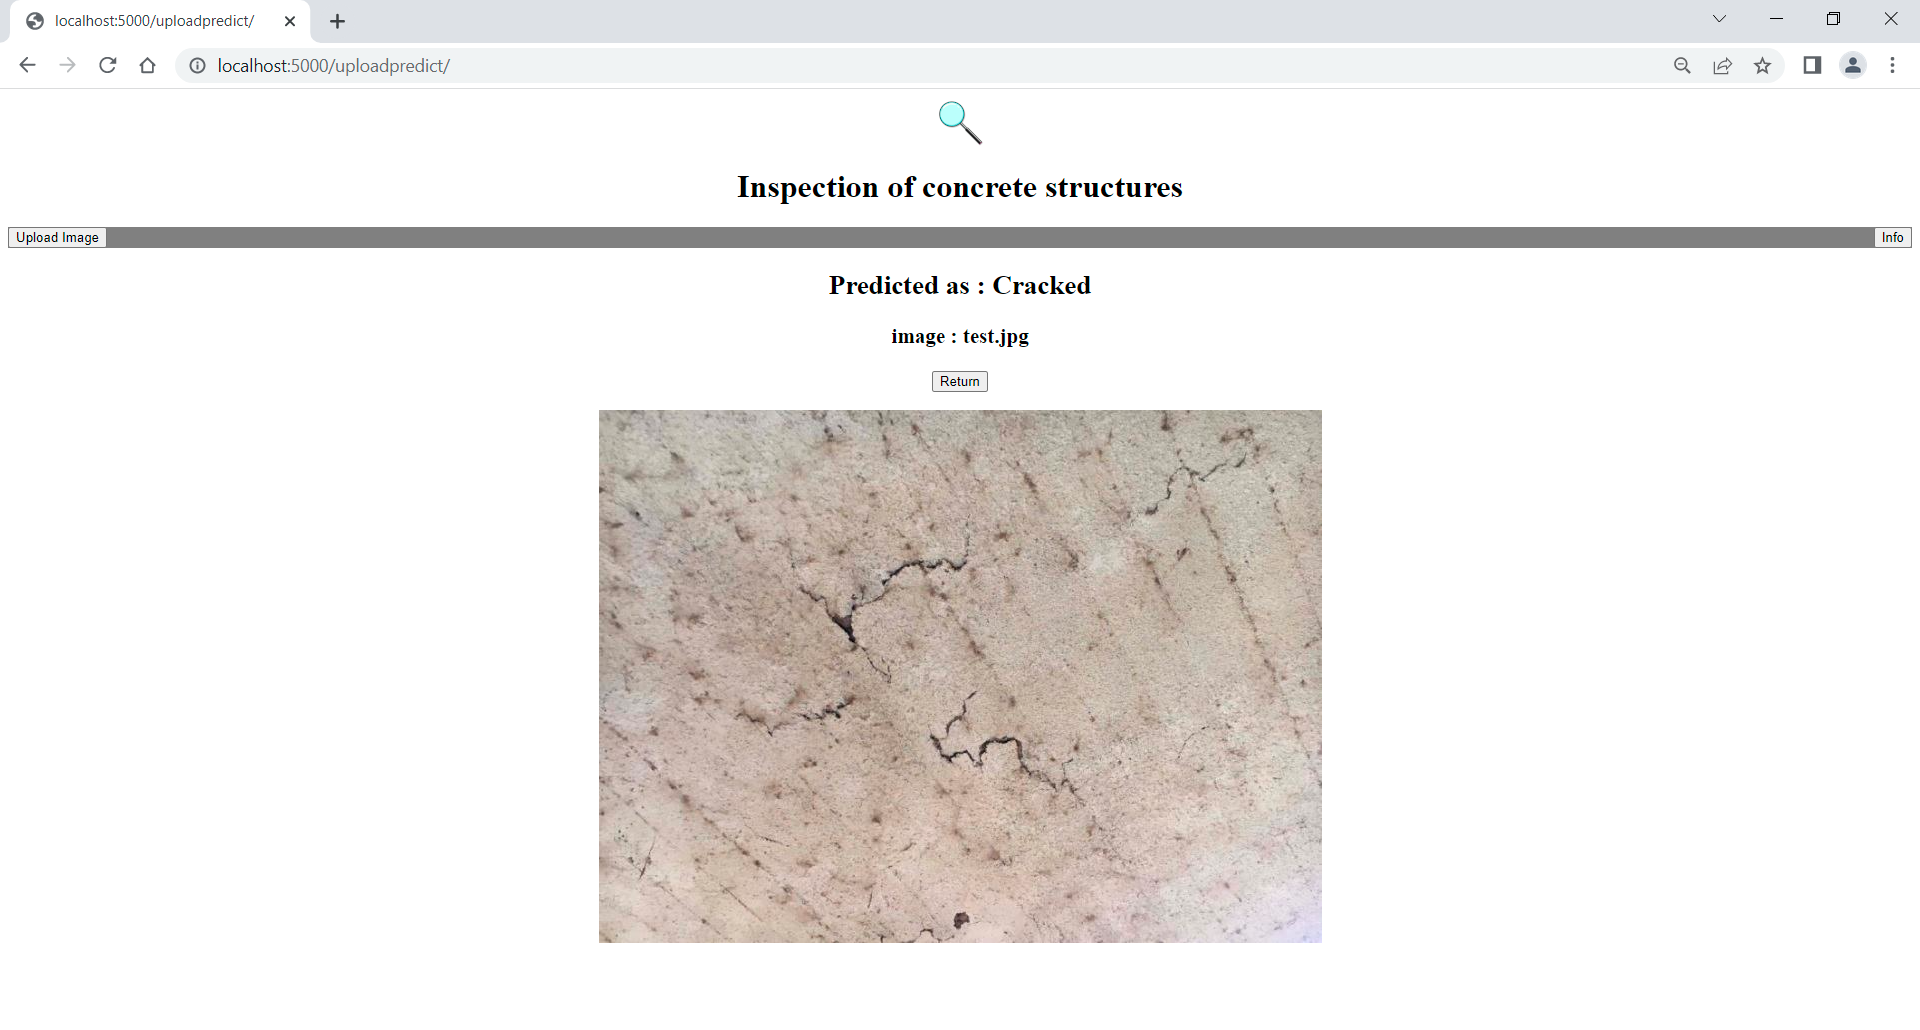 localhost:5000/uploadpredict/
localhost:5000/uploadpredict/
Inspection of concrete structures
Upload Image
Info
Predicted as : Cracked
image : test.jpg
Return